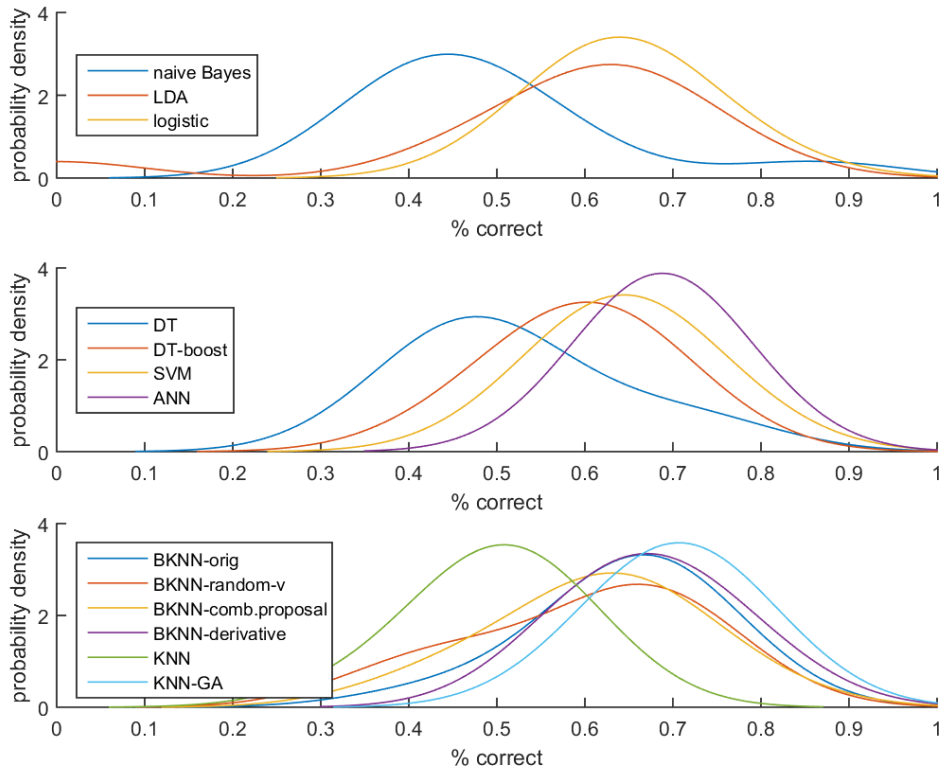 4
2
0
probability density
naive Bayes
LDA
logistic
0 0.1 0.2 0.3 0.4 0.5 0.6 0.7 0.8 0.9 1
% correct
4
2
0
probability density
DT
DT-boost
SVM
ANN
0 0.1 0.2 0.3 0.4 0.5 0.6 0.7 0.8 0.9 1
% correct
4
2
0
probability density
BKNN-orig
BKNN-random-v
BKNN-comb.proposal
BKNN-derivative
KNN
KNN-GA
0 0.1 0.2 0.3 0.4 0.5 0.6 0.7 0.8 0.9 1
% correct